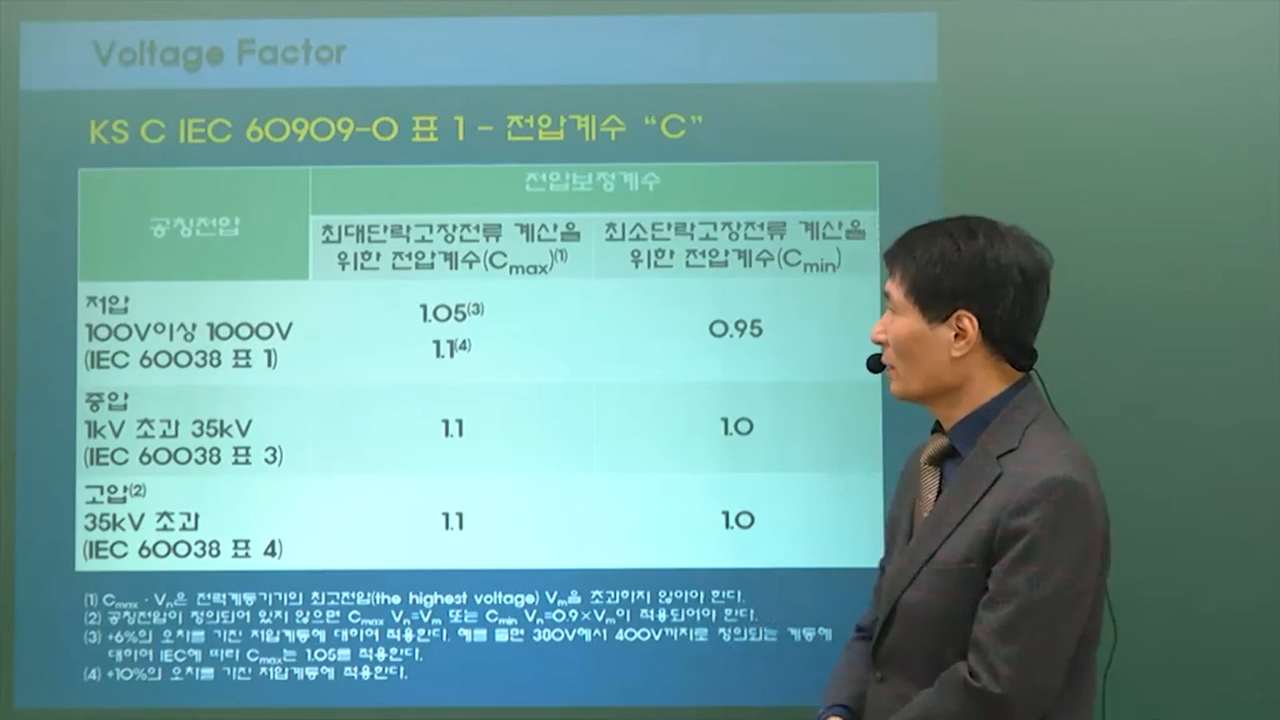 Voltage Factor
KS C IEC 60909-0 표 1 - 전압계수 “C”
공칭전압
전압보정계수
최대단락고장전류 계산을
위한 전압계수(Cmax)(1)
최소단락고장전류 계산을
위한 전압계수(Cmin)
저압
100V이상 1000V
(IEC 60038 표 1)
1.05(3)
1.1(4)
0.95
중압
1kV 초과 35kV
(IEC 60038 표 3)
1.1
1.0
고압(2)
35kV 초과
(IEC 60038 표 4)
1.1
1.0
(1) Cmax · Vn은 전력계통기기의 최고전압(the highest voltage) Vm을 초과하지 않아야 한다.
(2) 공칭전압이 정의되어 있지 않으면 Cmax Vn=Vm 또는 Cmin Vn=0.9×Vm이 적용되어야 한다.
(3) +6%의 오차를 가진 저압계통에 대하여 적용한다. 예를 들면 380V에서 400V까지로 정의되는 계통에
대하여 IEC에 따라 Cmax는 1.05를 적용한다.
(4) +10%의 오차를 가진 저압계통에 적용한다.